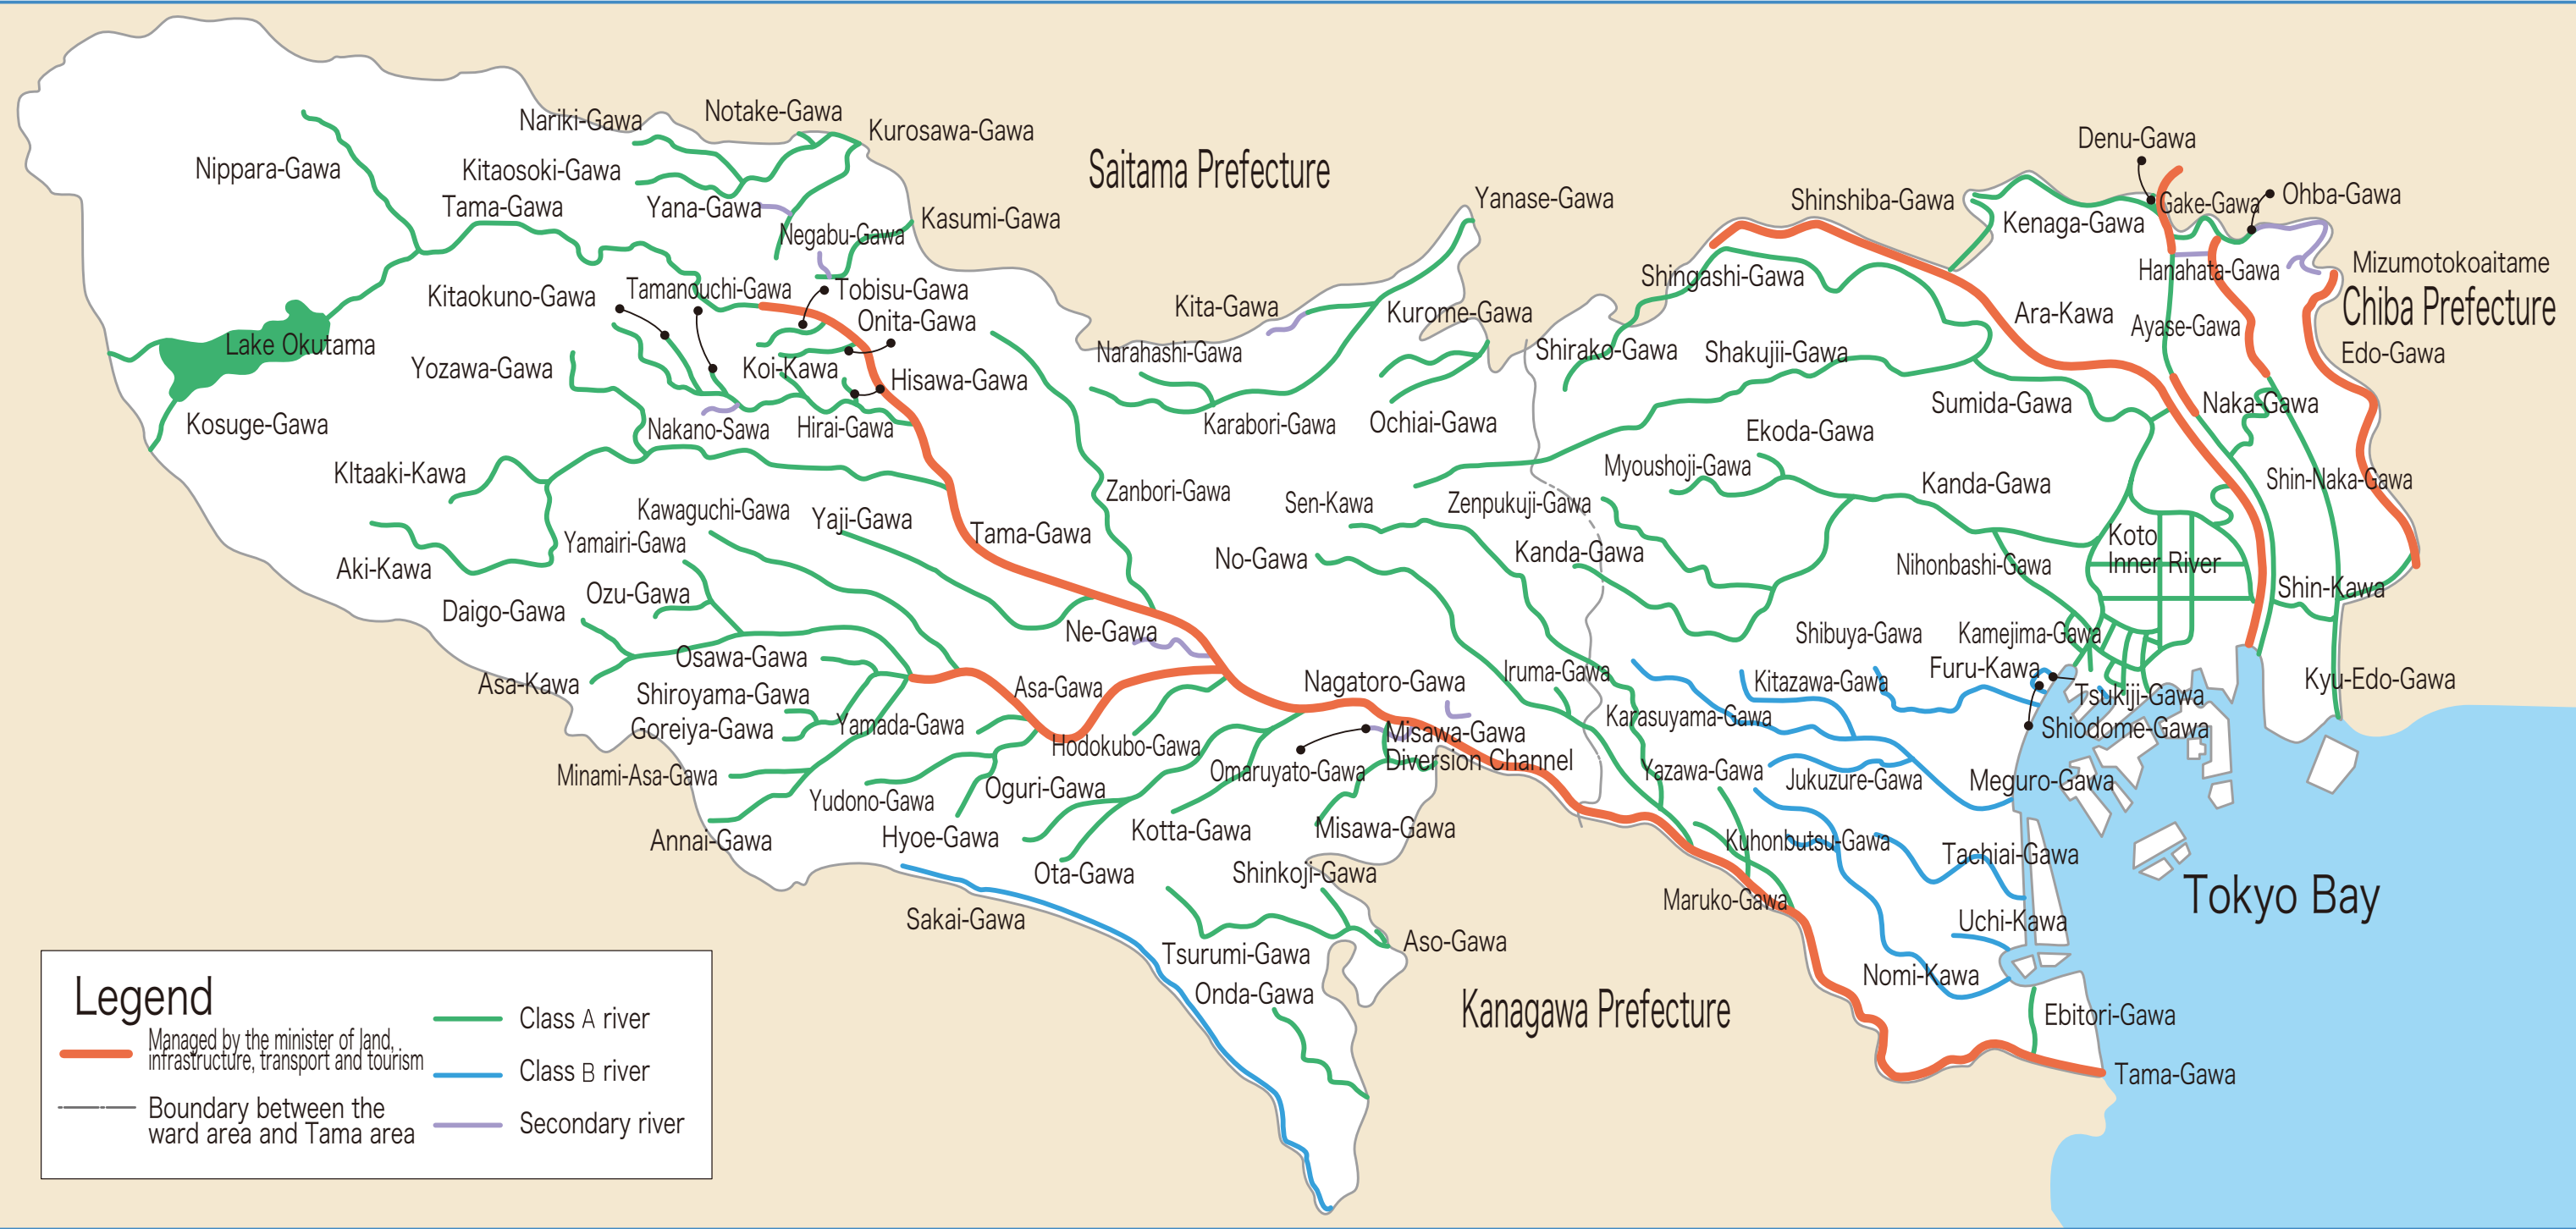 Nariki-Gawa
Notake-Gawa
Kurosawa-Gawa
Saitama Prefecture
Denu-Gawa
Nippara-Gawa
Kitaosoki-Gawa
Tama-Gawa
Yana-Gawa
Kasumi-Gawa
Yanase-Gawa
Shinshiba-Gawa
Gake-Gawa
Ohba-Gawa
Kenaga-Gawa
Negabu-Gawa
Hanahata-Gawa
Mizumotokoaitame
Chiba Prefecture
Shingashi-Gawa
Kitaokuno-Gawa
Tamanouchi-Gawa
Tobisu-Gawa
Onita-Gawa
Kita-Gawa
Kurome-Gawa
Ara-Kawa
Ayase-Gawa
Edo-Gawa
Lake Okutama
Yozawa-Gawa
Koi-Kawa
Hisawa-Gawa
Narahashi-Gawa
Shirako-Gawa
Shakujii-Gawa
Kosuge-Gawa
Nakano-Sawa
Hirai-Gawa
Karabori-Gawa
Ochiai-Gawa
Ekoda-Gawa
Sumida-Gawa
Naka-Gawa
KItaaki-Kawa
Myoushoji-Gawa
Kanda-Gawa
Shin-Naka-Gawa
Kawaguchi-Gawa
Yaji-Gawa
Zanbori-Gawa
Sen-Kawa
Zenpukuji-Gawa
Tama-Gawa
Yamairi-Gawa
No-Gawa
Kanda-Gawa
Koto
Inner River
Nihonbashi-Gawa
Aki-Kawa
Ozu-Gawa
Daigo-Gawa
Shin-Kawa
Ne-Gawa
Shibuya-Gawa
Kamejima-Gawa
Osawa-Gawa
Asa-Kawa
Shiroyama-Gawa
Asa-Gawa
Nagatoro-Gawa
Iruma-Gawa
Kitazawa-Gawa
Furu-Kawa
Tsukiji-Gawa
Kyu-Edo-Gawa
Goreiya-Gawa
Yamada-Gawa
Karasuyama-Gawa
Shiodome-Gawa
Hodokubo-Gawa
Misawa-Gawa
Diversion Channel
Minami-Asa-Gawa
Omaruyato-Gawa
Yazawa-Gawa
Jukuzure-Gawa
Meguro-Gawa
Yudono-Gawa
Oguri-Gawa
Annai-Gawa
Hyoe-Gawa
Kotta-Gawa
Misawa-Gawa
Kuhonbutsu-Gawa
Tachiai-Gawa
Ota-Gawa
Shinkoji-Gawa
Maruko-Gawa
Tokyo Bay
Sakai-Gawa
Uchi-Kawa
Tsurumi-Gawa
Aso-Gawa
Onda-Gawa
Nomi-Kawa
Kanagawa Prefecture
Ebitori-Gawa
Tama-Gawa
Legend
Managed by the minister of land,
infrastructure, transport and tourism
Boundary between the
ward area and Tama area
Class A river
Class B river
Secondary river